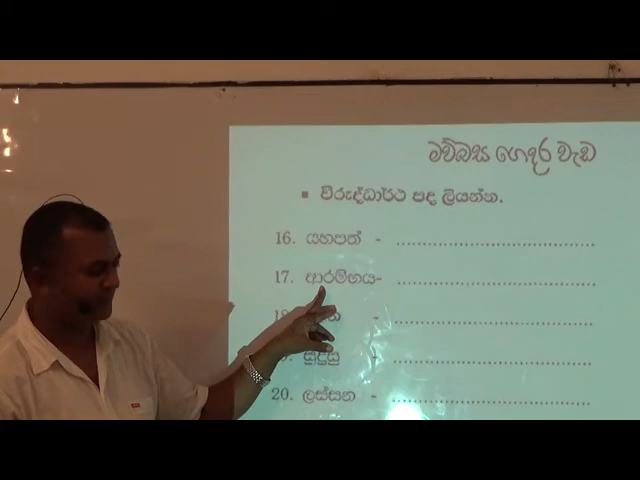 මව්බස ගෙදර වැඩ
▪ විරුද්ධාර්ථ පද ලියන්න.
16. යහපත් - ................................................
17. ආරම්භය- ................................................
- ................................................
සුදුසු - ................................................
20. ලස්සන - ................................................